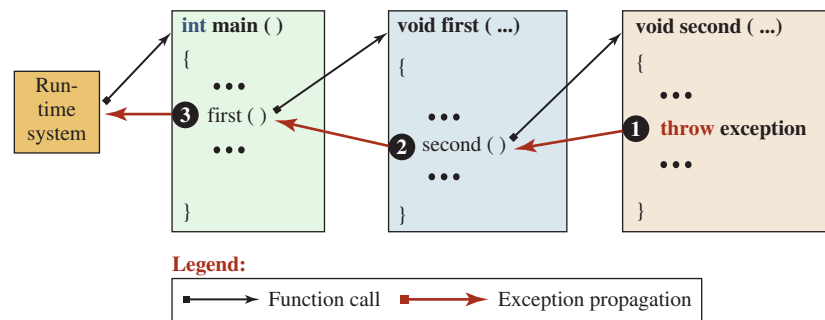 Run-
time
system
int main ( )
{
•••
3 first ( )
•••
}
void first ( ...)
{
•••
2 second ( )
•••
}
void second ( ...)
{
•••
1 throw exception
•••
}
Legend:
Function call
Exception propagation